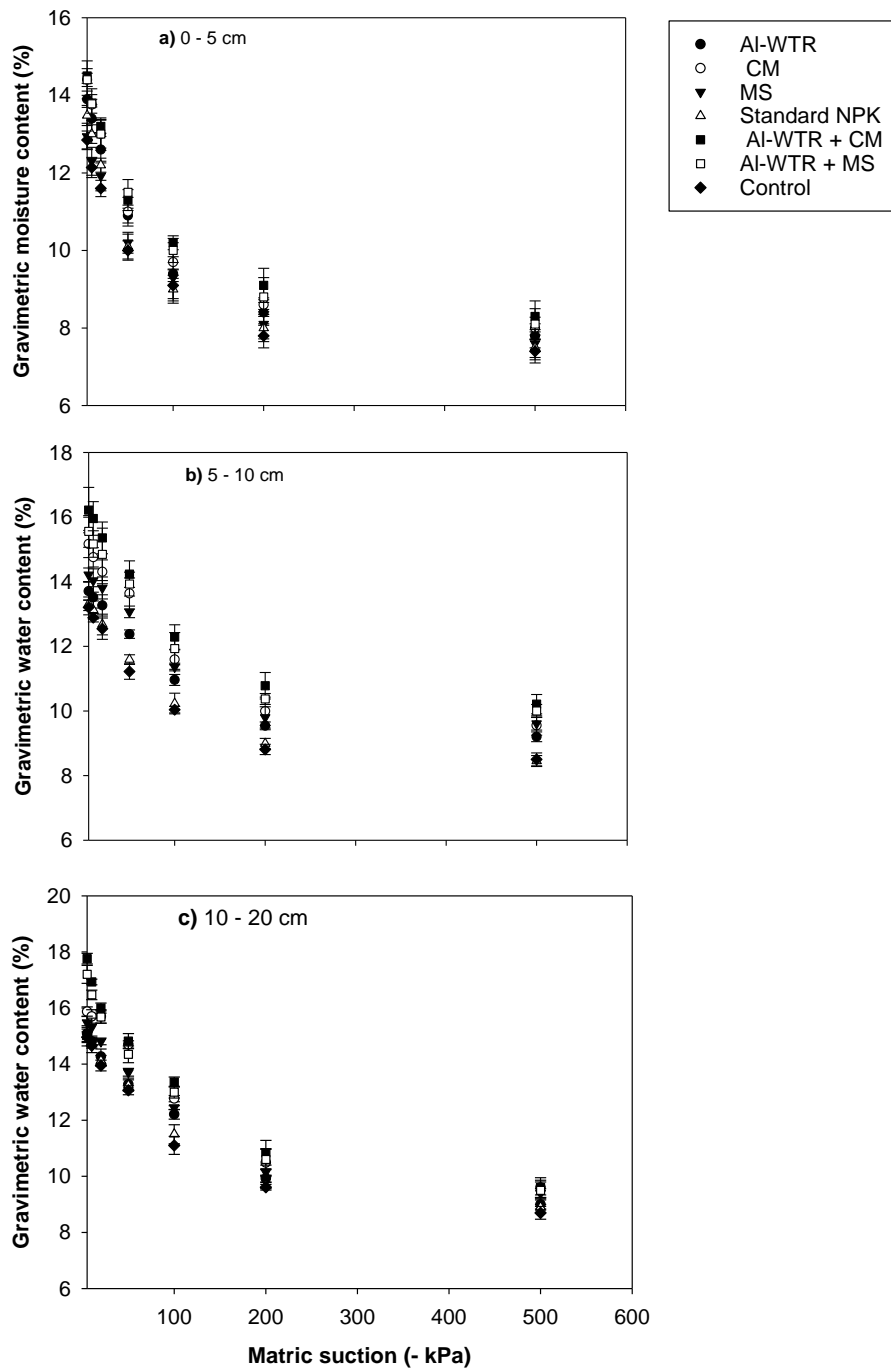 a) 0 - 5 cm
Gravimetric moisture content (%)
16
14
12
10
8
6
Al-WTR
CM
MS
Standard NPK
Al-WTR + CM
Al-WTR + MS
Control
b) 5 - 10 cm
Gravimetric water content (%)
18
16
14
12
10
8
6
c) 10 - 20 cm
Gravimetric water content (%)
20
18
16
14
12
10
8
6
100 200 300 400 500 600
Matric suction (- kPa)